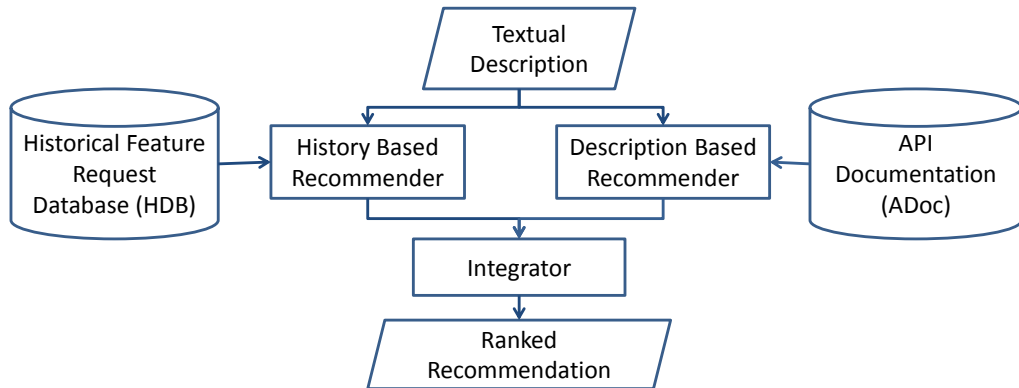 Textual
Description
Historical Feature
Request
Database (HDB)
History Based
Recommender
Description Based
Recommender
API
Documentation
(ADoc)
Integrator
Ranked
Recommendation